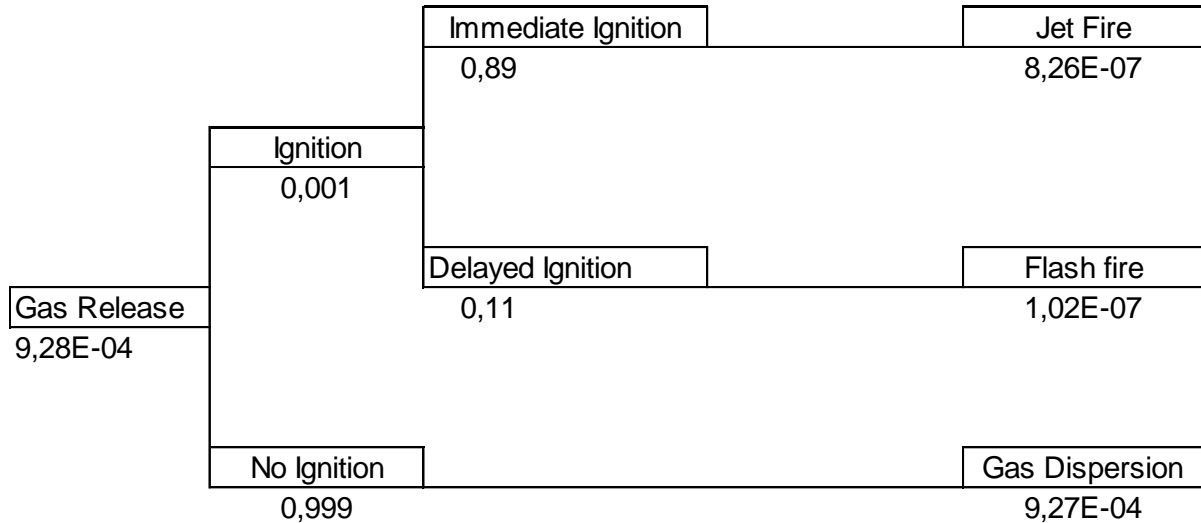 Immediate Ignition
Jet Fire
0,89
8,26E-07
Ignition
0,001
Delayed Ignition
Flash fire
0,11
1,02E-07
Gas Release
9,28E-04
No Ignition
Gas Dispersion
0,999
9,27E-04